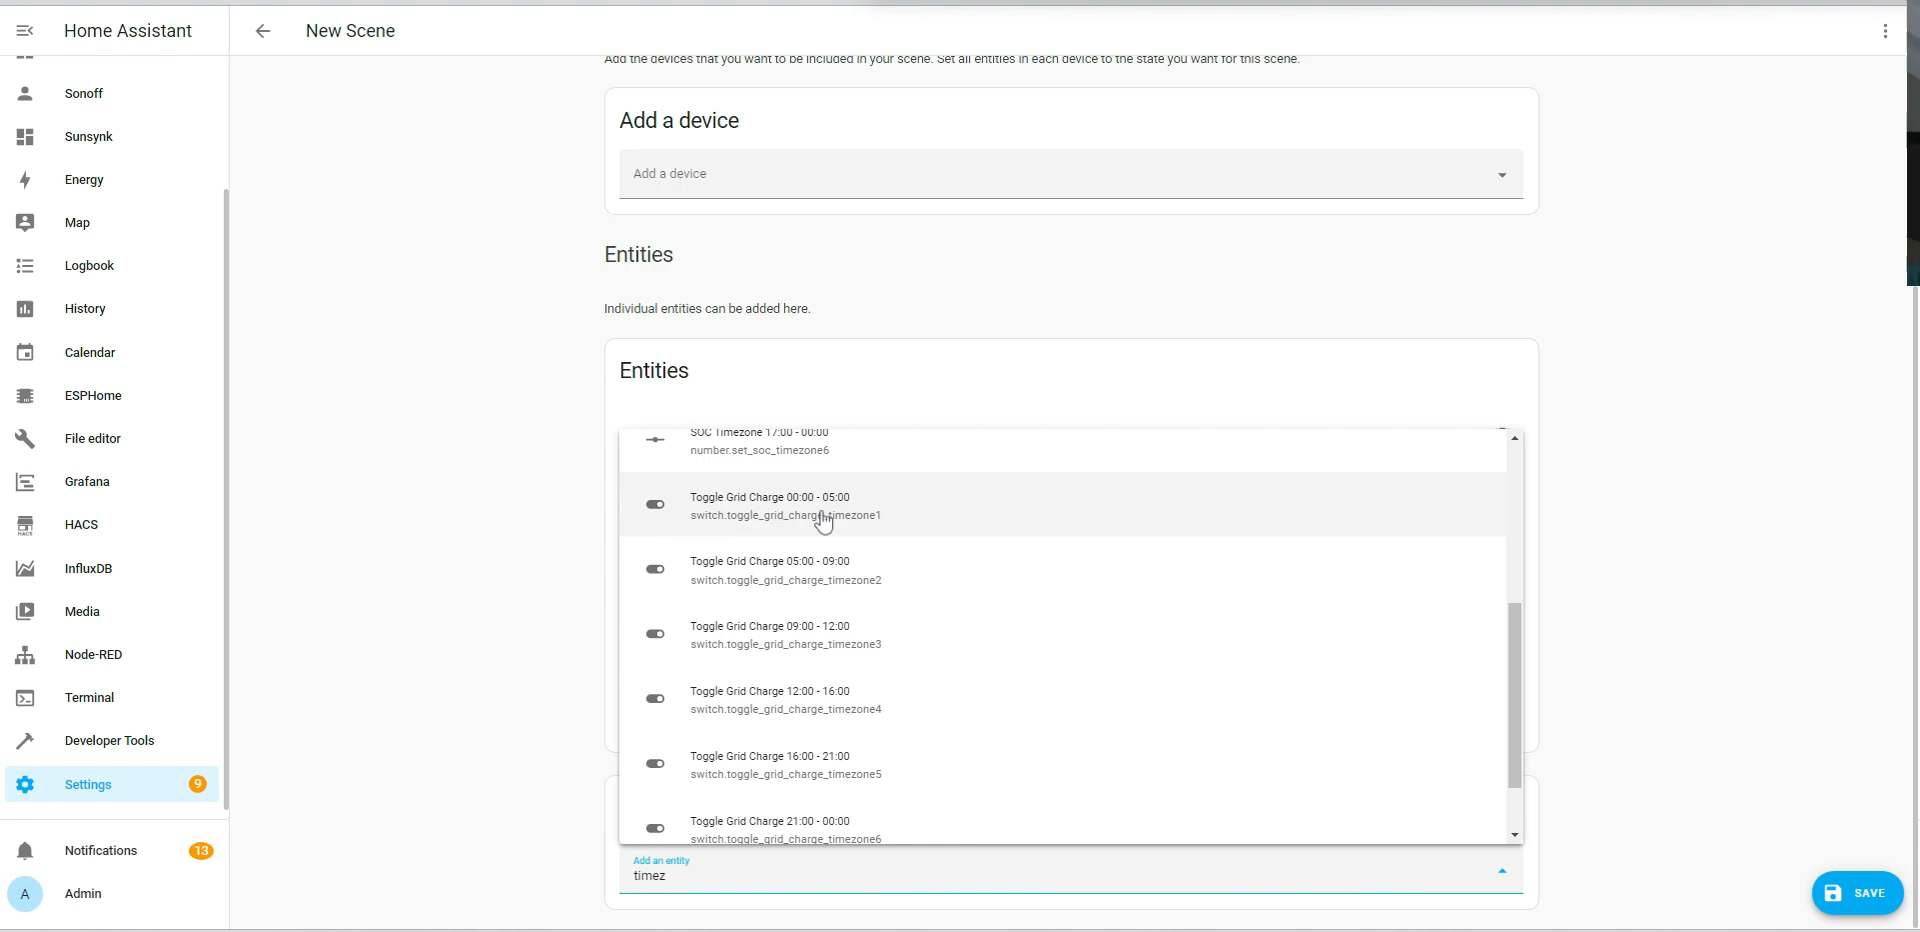 Home Assistant
New Scene
Sonoff
Sunsynk
Energy
Map
Logbook
History
Calendar
ESPHome
File editor
Grafana
HACS
HACS
InfluxDB
Media
Node-RED
Terminal
Developer Tools
Settings 9
Notifications 13
A Admin
Add the devices that you want to be included in your scene. Set all entities in each device to the state you want for this scene.
Add a device
Add a device
Entities
Individual entities can be added here.
Entities
SOC Timezone 17:00 - 00:00
number.set_soc_timezone6
Toggle Grid Charge 00:00 - 05:00
switch.toggle_grid_charge_timezone1
Toggle Grid Charge 05:00 - 09:00
switch.toggle_grid_charge_timezone2
Toggle Grid Charge 09:00 - 12:00
switch.toggle_grid_charge_timezone3
Toggle Grid Charge 12:00 - 16:00
switch.toggle_grid_charge_timezone4
Toggle Grid Charge 16:00 - 21:00
switch.toggle_grid_charge_timezone5
Toggle Grid Charge 21:00 - 00:00
switch.toggle_grid_charge_timezone6
Add an entity
timez
SAVE